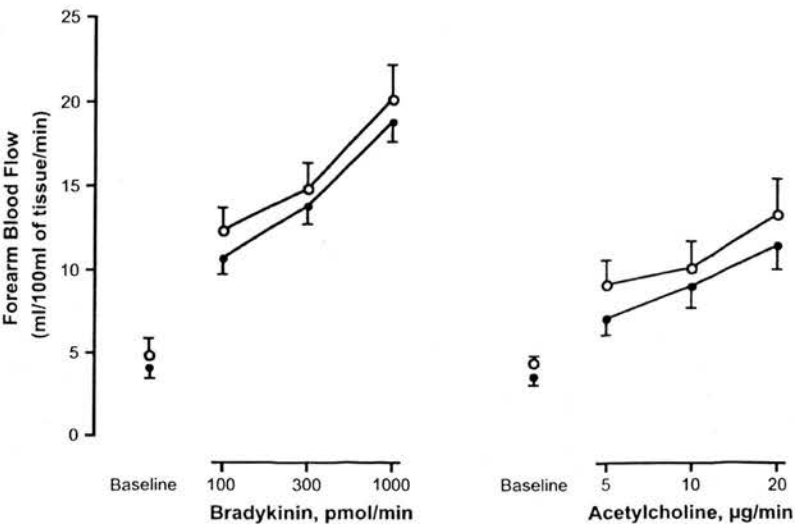 Forearm Blood Flow
(ml/100ml of tissue/min)
25
20
15
10
5
0
Baseline
100 300 1000
Bradykinin, pmol/min
Baseline
5 10 20
Acetylcholine, µg/min